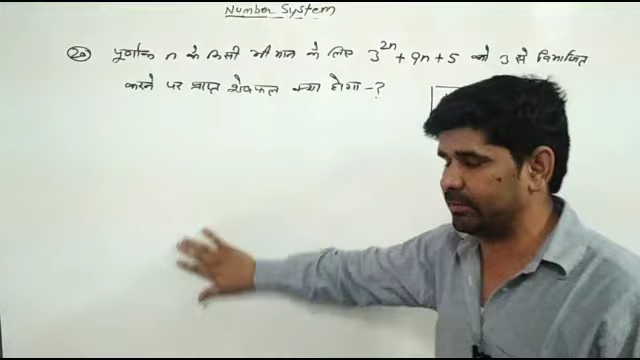 Number System
20 पूर्णांक n के किसी भी मान के लिए 3^2n + 9n + 5 को 3 से विभाजित
करने पर प्राप्त शेषफल क्या होगा -?